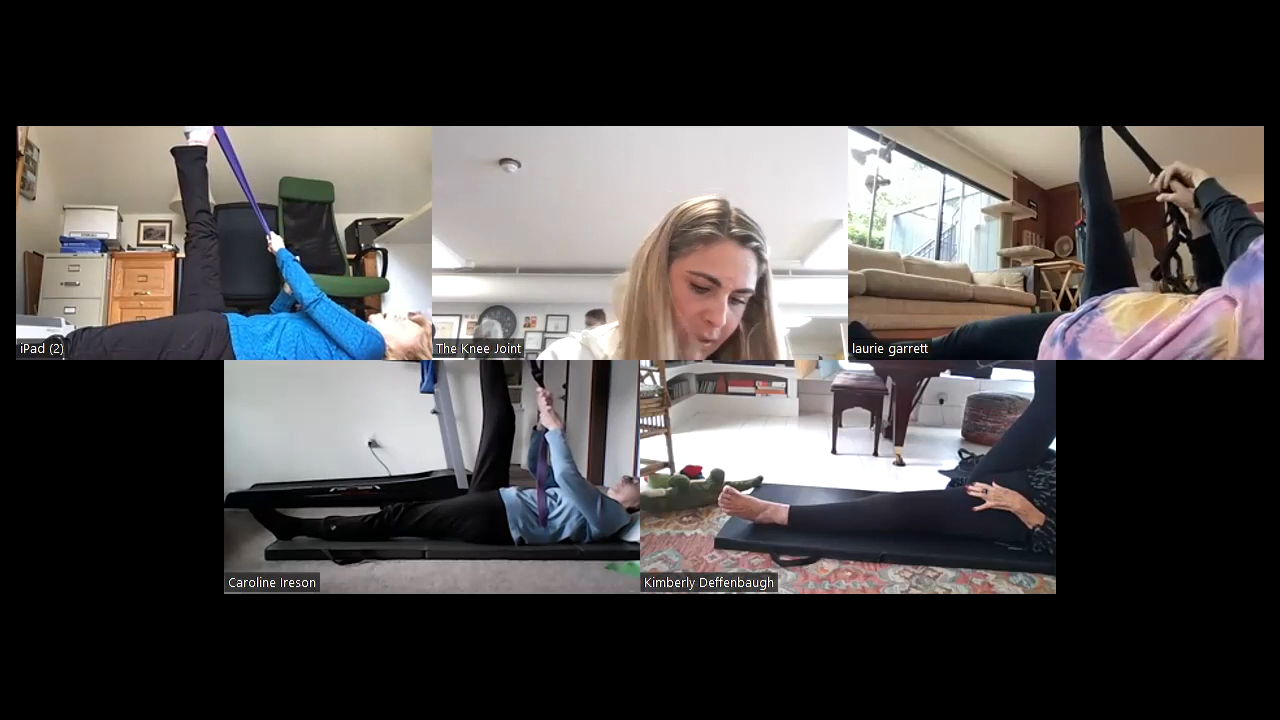 iPad (2)
The Knee Joint
laurie garrett
Caroline Ireson
Kimberly Deffenbaugh